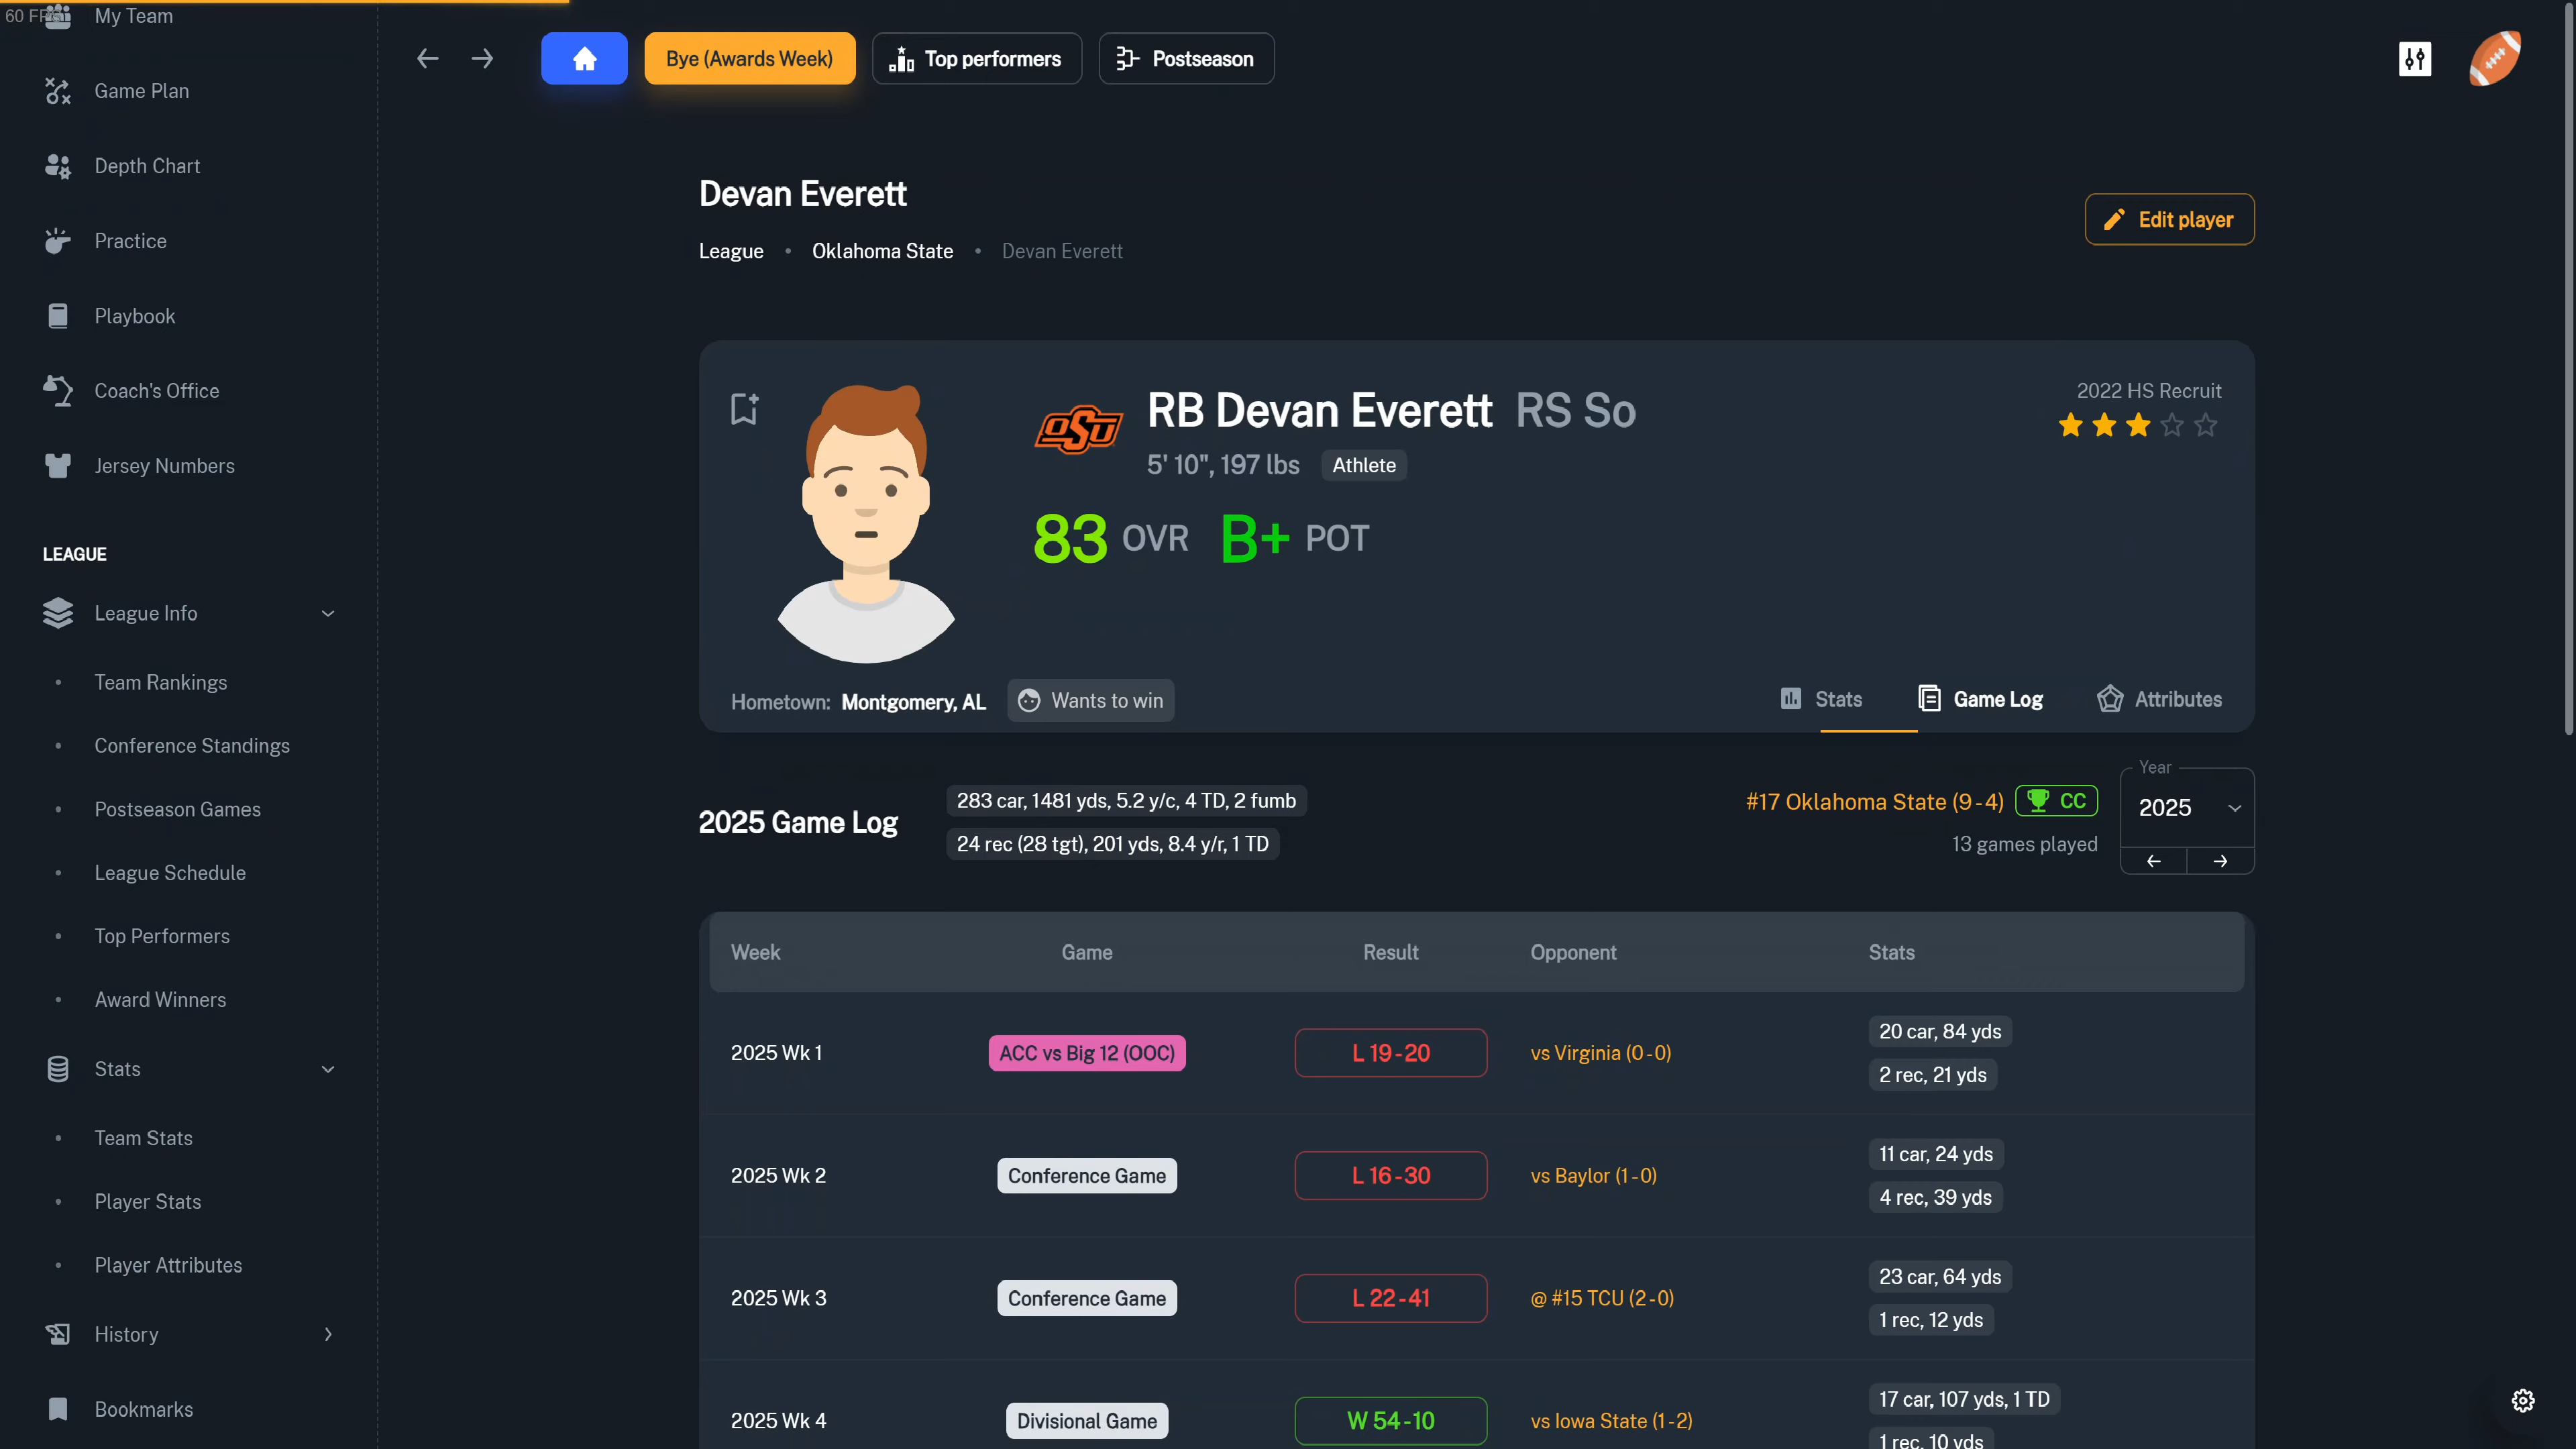 60 FPS
My Team
Game Plan
Depth Chart
Practice
Playbook
Coach's Office
Jersey Numbers
LEAGUE
League Info
Team Rankings
Conference Standings
Postseason Games
League Schedule
Top Performers
Award Winners
Stats
Team Stats
Player Stats
Player Attributes
History
Bookmarks
Bye (Awards Week)
Top performers
Postseason
Devan Everett
League • Oklahoma State • Devan Everett
Edit player
OSU
RB Devan Everett RS So
5' 10", 197 lbs Athlete
83 OVR B+ POT
2022 HS Recruit
Hometown: Montgomery, AL Wants to win
Stats Game Log Attributes
2025 Game Log
283 car, 1481 yds, 5.2 y/c, 4 TD, 2 fumb
24 rec (28 tgt), 201 yds, 8.4 y/r, 1 TD
#17 Oklahoma State (9-4) CC
13 games played
Year
2025
Week Game Result Opponent Stats
2025 Wk 1 ACC vs Big 12 (OOC) L 19-20 vs Virginia (0-0) 20 car, 84 yds
2 rec, 21 yds
2025 Wk 2 Conference Game L 16-30 vs Baylor (1-0) 11 car, 24 yds
4 rec, 39 yds
2025 Wk 3 Conference Game L 22-41 @ #15 TCU (2-0) 23 car, 64 yds
1 rec, 12 yds
2025 Wk 4 Divisional Game W 54-10 vs Iowa State (1-2) 17 car, 107 yds, 1 TD
1 rec, 10 yds